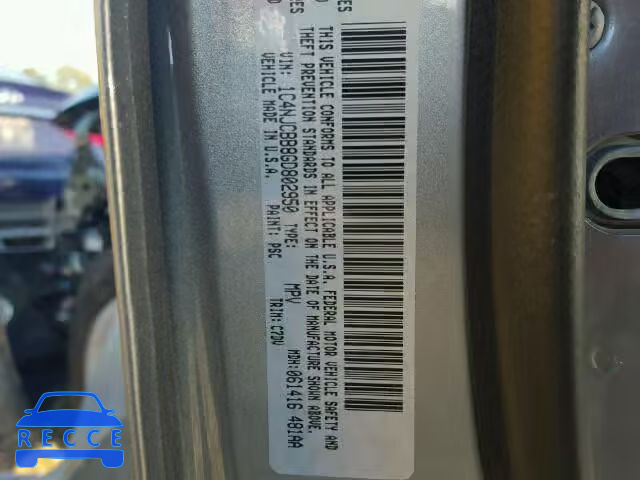 THIS VEHICLE CONFORMS TO ALL APPLICABLE U.S.A. FEDERAL MOTOR VEHICLE SAFETY AND
THEFT PREVENTION STANDARDS IN EFFECT ON THE DATE OF MANUFACTURE SHOWN ABOVE.
VIN: 1C4NJCBB8GD802950 TYPE: MPV MDH:061416 481AA
VEHICLE MADE IN U.S.A. PAINT: PSC TRIM: C7DV
RECCE